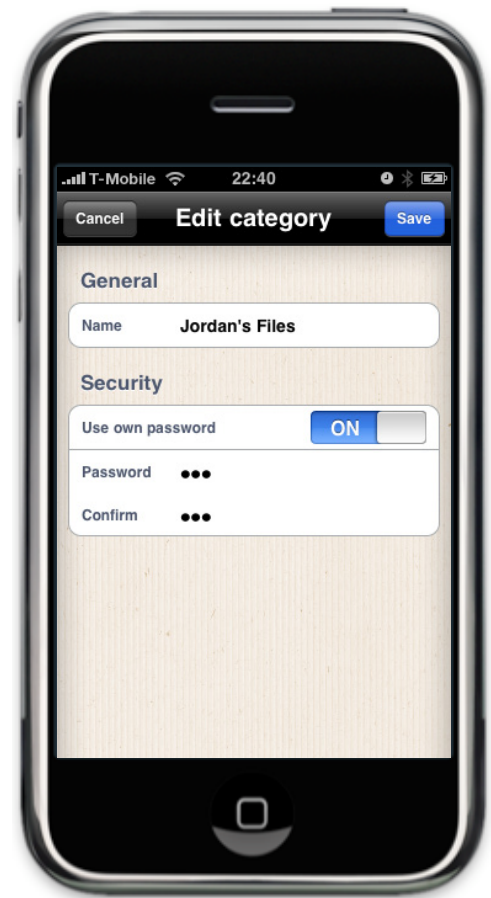 T-Mobile 22:40
Cancel Edit category Save
General
Name Jordan's Files
Security
Use own password ON
Password •••
Confirm •••